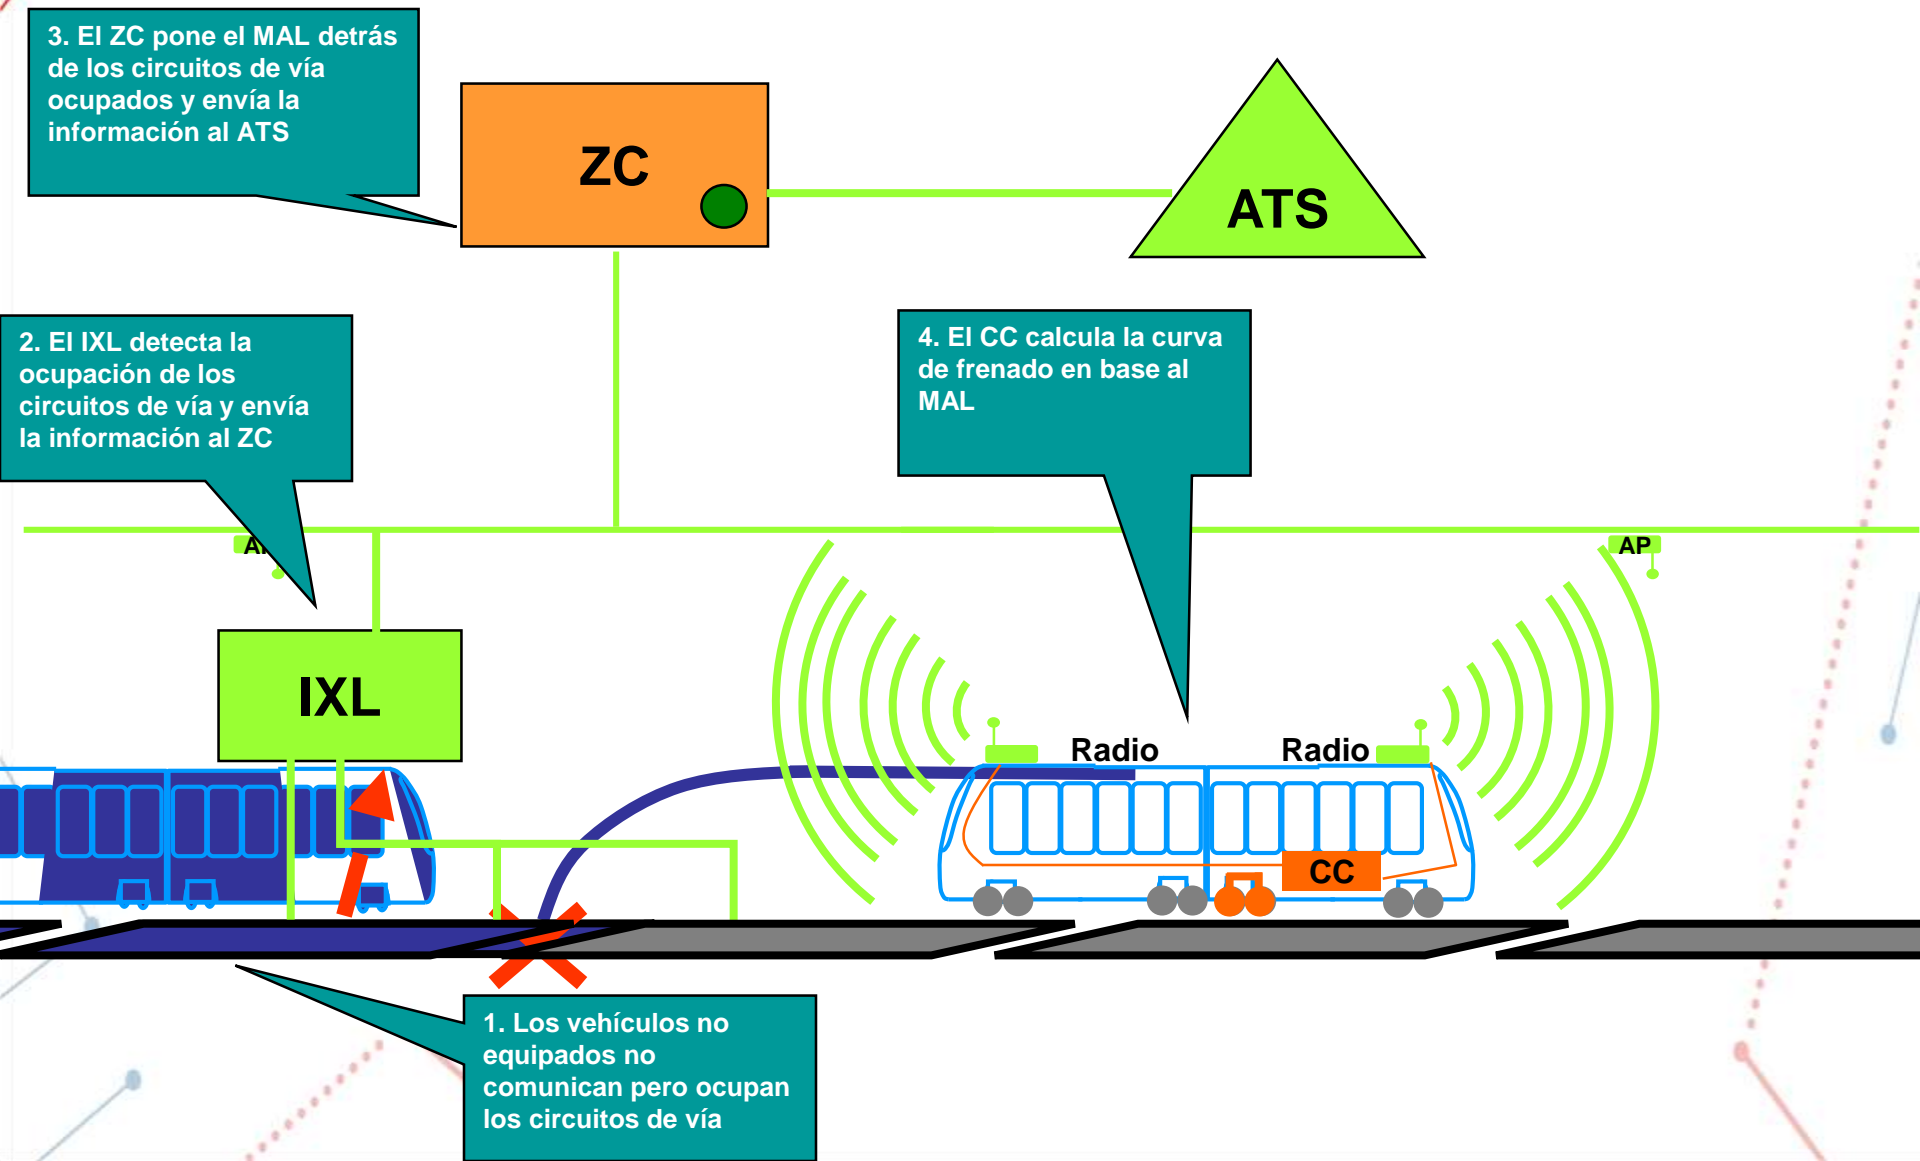 3. El ZC pone el MAL detrás
de los circuitos de vía
ocupados y envía la
información al ATS
ZC
ATS
2. El IXL detecta la
ocupación de los
circuitos de vía y envía
la información al ZC
4. El CC calcula la curva
de frenado en base al
MAL
AP
IXL
Radio
Radio
CC
1. Los vehículos no
equipados no
comunican pero ocupan
los circuitos de vía